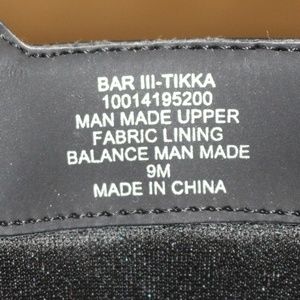 BAR III-TIKKA
10014195200
MAN MADE UPPER
FABRIC LINING
BALANCE MAN MADE
9M
MADE IN CHINA